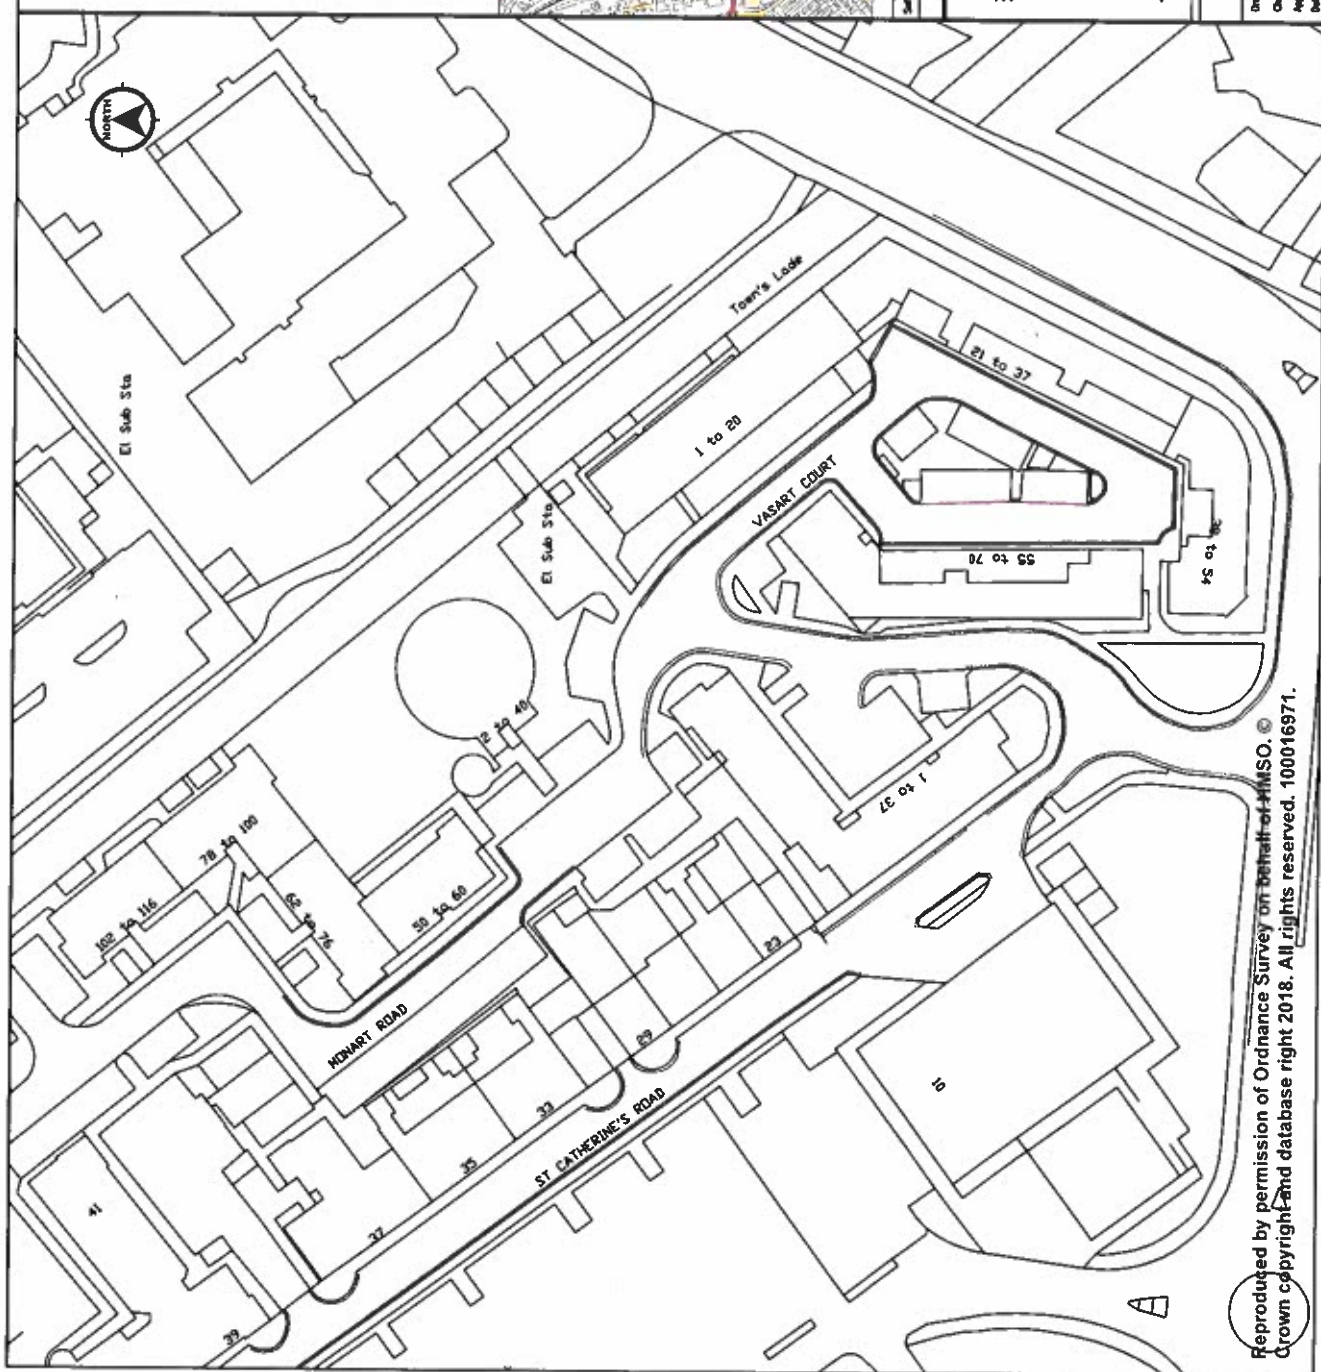 NORTH
El Sub Sta
Town's Lade
21 to 37
1 to 20
VASART COURT
El Sub Sta
55 to 70
38 to 54
2 to 40
1 to 37
78 to 100
102 to 116
62 to 76
50 to 60
23
MONART ROAD
29
33
ST CATHERINE'S ROAD
35
10
41
37
39
Reproduced by permission of Ordnance Survey on behalf of HMSO. ©
Crown copyright and database right 2018. All rights reserved. 100016971.